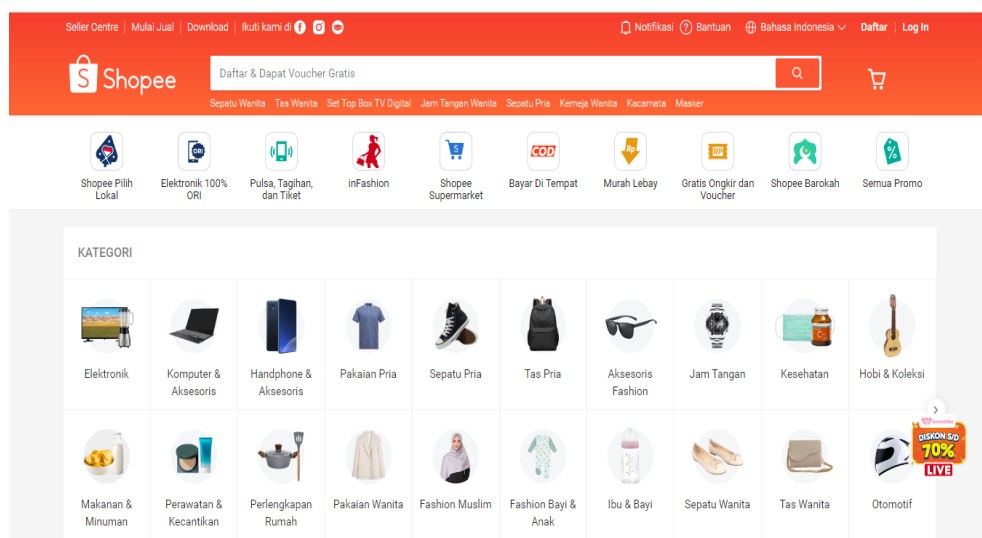 Seller Centre | Mulai Jual | Download | Ikuti kami di
Notifikasi Bantuan Bahasa Indonesia Daftar | Log In
S Shopee
Daftar & Dapat Voucher Gratis
Sepatu Wanita Tas Wanita Set Top Box TV Digital Jam Tangan Wanita Sepatu Pria Kemeja Wanita Kacamata Masker
ORI
S
COD
Rp
RP
Shopee Pilih
Lokal
Elektronik 100%
ORI
Pulsa, Tagihan,
dan Tiket
inFashion
Shopee
Supermarket
Bayar Di Tempat
Murah Lebay
Gratis Ongkir dan
Voucher
Shopee Barokah
Semua Promo
KATEGORI
Elektronik
Komputer &
Aksesoris
Handphone &
Aksesoris
Pakaian Pria
Sepatu Pria
Tas Pria
Aksesoris
Fashion
Jam Tangan
Kesehatan
Hobi & Koleksi
DISKON S/D
70%
LIVE
Makanan &
Minuman
Perawatan &
Kecantikan
Perlengkapan
Rumah
Pakaian Wanita
Fashion Muslim
Fashion Bayi &
Anak
Ibu & Bayi
Sepatu Wanita
Tas Wanita
Otomotif